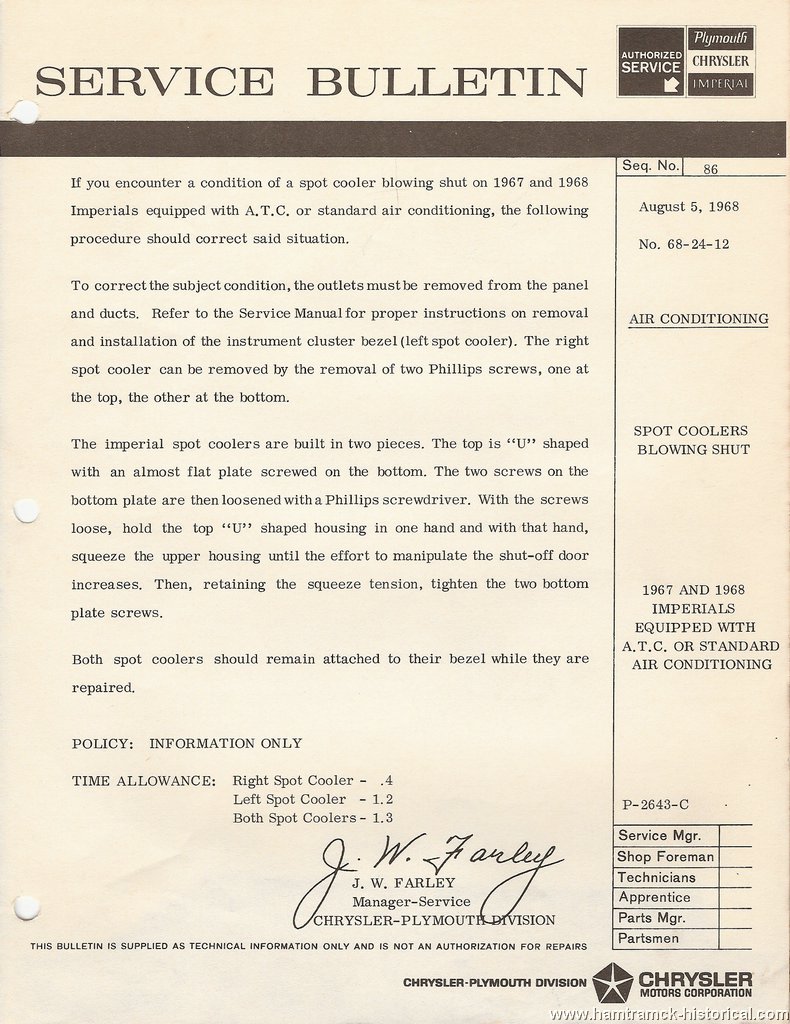 SERVICE BULLETIN
AUTHORIZED
SERVICE
Plymouth
CHRYSLER
IMPERIAL
Seq. No. 86
August 5, 1968
No. 68-24-12
AIR CONDITIONING
SPOT COOLERS
BLOWING SHUT
1967 AND 1968
IMPERIALS
EQUIPPED WITH
A.T.C. OR STANDARD
AIR CONDITIONING
If you encounter a condition of a spot cooler blowing shut on 1967 and 1968
Imperials equipped with A.T.C. or standard air conditioning, the following
procedure should correct said situation.
To correct the subject condition, the outlets must be removed from the panel
and ducts. Refer to the Service Manual for proper instructions on removal
and installation of the instrument cluster bezel (left spot cooler). The right
spot cooler can be removed by the removal of two Phillips screws, one at
the top, the other at the bottom.
The imperial spot coolers are built in two pieces. The top is "U" shaped
with an almost flat plate screwed on the bottom. The two screws on the
bottom plate are then loosened with a Phillips screwdriver. With the screws
loose, hold the top "U" shaped housing in one hand and with that hand,
squeeze the upper housing until the effort to manipulate the shut-off door
increases. Then, retaining the squeeze tension, tighten the two bottom
plate screws.
Both spot coolers should remain attached to their bezel while they are
repaired.
POLICY: INFORMATION ONLY
TIME ALLOWANCE: Right Spot Cooler - .4
Left Spot Cooler - 1.2
Both Spot Coolers - 1.3
J. W. Farley
J. W. FARLEY
Manager-Service
CHRYSLER-PLYMOUTH DIVISION
P-2643-C
Service Mgr.
Shop Foreman
Technicians
Apprentice
Parts Mgr.
Partsmen
THIS BULLETIN IS SUPPLIED AS TECHNICAL INFORMATION ONLY AND IS NOT AN AUTHORIZATION FOR REPAIRS
CHRYSLER-PLYMOUTH DIVISION
CHRYSLER
MOTORS CORPORATION
www.hamtramck-historical.com